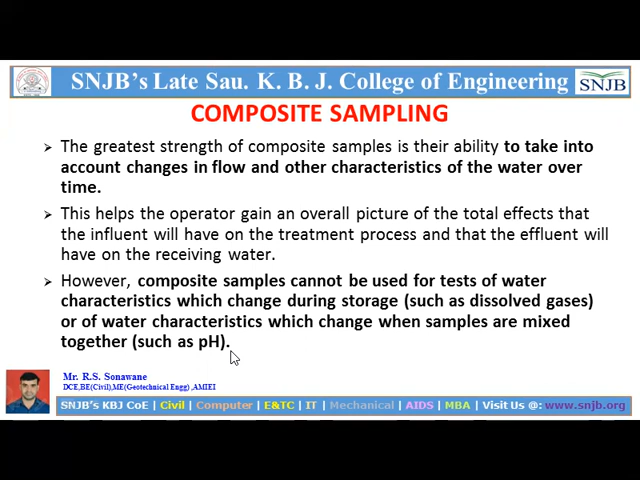 SNJB's Late Sau. K. B. J. College of Engineering
SNJB
COMPOSITE SAMPLING
➢ The greatest strength of composite samples is their ability to take into
account changes in flow and other characteristics of the water over
time.
➢ This helps the operator gain an overall picture of the total effects that
the influent will have on the treatment process and that the effluent will
have on the receiving water.
➢ However, composite samples cannot be used for tests of water
characteristics which change during storage (such as dissolved gases)
or of water characteristics which change when samples are mixed
together (such as pH).
Mr. R.S. Sonawane
DCE,BE(Civil),ME(Geotechnical Engg) ,AMIEI
SNJB's KBJ CoE | Civil | Computer | E&TC | IT | Mechanical | AIDS | MBA | Visit Us @: www.snjb.org